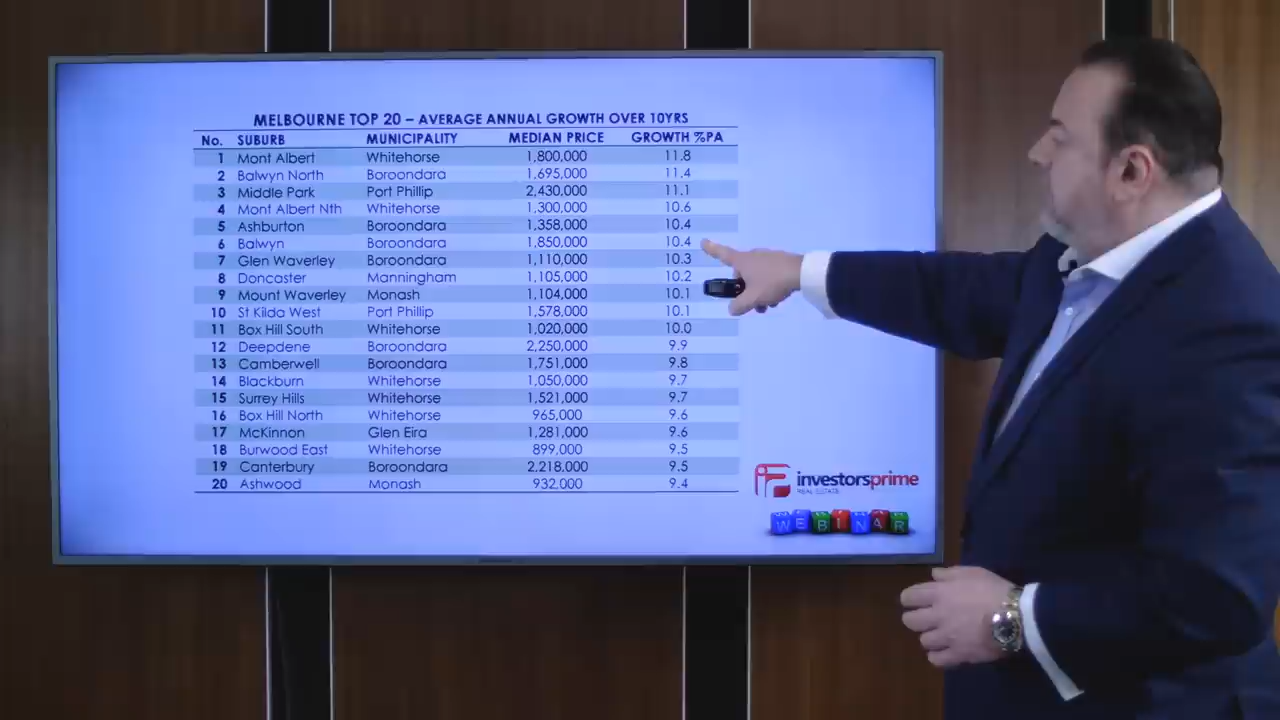 MELBOURNE TOP 20 – AVERAGE ANNUAL GROWTH OVER 10YRS
No. SUBURB MUNICIPALITY MEDIAN PRICE GROWTH %PA
1 Mont Albert Whitehorse 1,800,000 11.8
2 Balwyn North Boroondara 1,695,000 11.4
3 Middle Park Port Phillip 2,430,000 11.1
4 Mont Albert Nth Whitehorse 1,300,000 10.6
5 Ashburton Boroondara 1,358,000 10.4
6 Balwyn Boroondara 1,850,000 10.4
7 Glen Waverley Boroondara 1,110,000 10.3
8 Doncaster Manningham 1,105,000 10.2
9 Mount Waverley Monash 1,104,000 10.1
10 St Kilda West Port Phillip 1,578,000 10.1
11 Box Hill South Whitehorse 1,020,000 10.0
12 Deepdene Boroondara 2,250,000 9.9
13 Camberwell Boroondara 1,751,000 9.8
14 Blackburn Whitehorse 1,050,000 9.7
15 Surrey Hills Whitehorse 1,521,000 9.7
16 Box Hill North Whitehorse 965,000 9.6
17 McKinnon Glen Eira 1,281,000 9.6
18 Burwood East Whitehorse 899,000 9.5
19 Canterbury Boroondara 2,218,000 9.5
20 Ashwood Monash 932,000 9.4
investorsprime
REAL ESTATE
WEBINAR